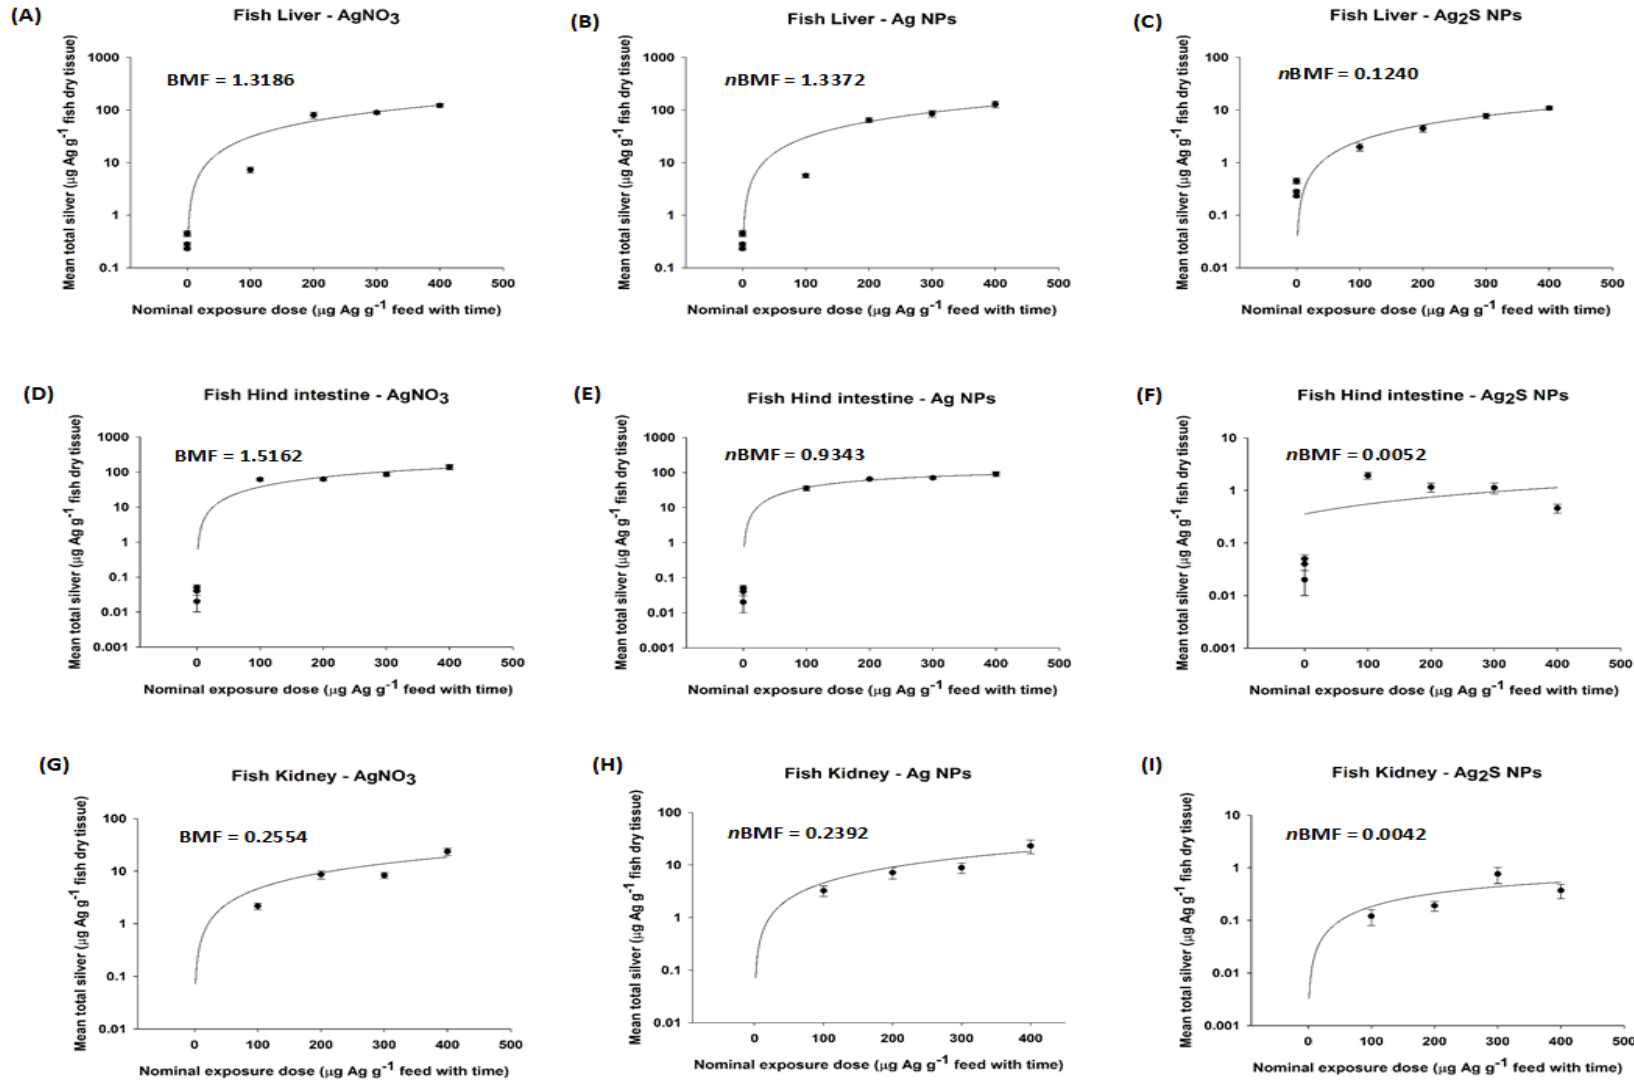 (A)
Fish Liver - AgNO3
Mean total silver (µg Ag g-1 fish dry tissue)
BMF = 1.3186
1000
100
10
1
0.1
0 100 200 300 400 500
Nominal exposure dose (µg Ag g-1 feed with time)
(B)
Fish Liver - Ag NPs
Mean total silver (µg Ag g-1 fish dry tissue)
nBMF = 1.3372
1000
100
10
1
0.1
0 100 200 300 400 500
Nominal exposure dose (µg Ag g-1 feed with time)
(C)
Fish Liver - Ag2S NPs
Mean total silver (µg Ag g-1 fish dry tissue)
nBMF = 0.1240
100
10
1
0.1
0.01
0 100 200 300 400 500
Nominal exposure dose (µg Ag g-1 feed with time)
(D)
Fish Hind intestine - AgNO3
Mean total silver (µg Ag g-1 fish dry tissue)
BMF = 1.5162
1000
100
10
1
0.1
0.01
0.001
0 100 200 300 400 500
Nominal exposure dose (µg Ag g-1 feed with time)
(E)
Fish Hind intestine - Ag NPs
Mean total silver (µg Ag g-1 fish dry tissue)
nBMF = 0.9343
1000
100
10
1
0.1
0.01
0.001
0 100 200 300 400 500
Nominal exposure dose (µg Ag g-1 feed with time)
(F)
Fish Hind intestine - Ag2S NPs
Mean total silver (µg Ag g-1 fish dry tissue)
nBMF = 0.0052
10
1
0.1
0.01
0.001
0 100 200 300 400 500
Nominal exposure dose (µg Ag g-1 feed with time)
(G)
Fish Kidney - AgNO3
Mean total silver (µg Ag g-1 fish dry tissue)
BMF = 0.2554
100
10
1
0.1
0.01
0 100 200 300 400 500
Nominal exposure dose (µg Ag g-1 feed with time)
(H)
Fish Kidney - Ag NPs
Mean total silver (µg Ag g-1 fish dry tissue)
nBMF = 0.2392
100
10
1
0.1
0.01
0 100 200 300 400
Nominal exposure dose (µg Ag g-1 feed with time)
(I)
Fish Kidney - Ag2S NPs
Mean total silver (µg Ag g-1 fish dry tissue)
nBMF = 0.0042
10
1
0.1
0.01
0.001
0 100 200 300 400 500
Nominal exposure dose (µg Ag g-1 feed with time)